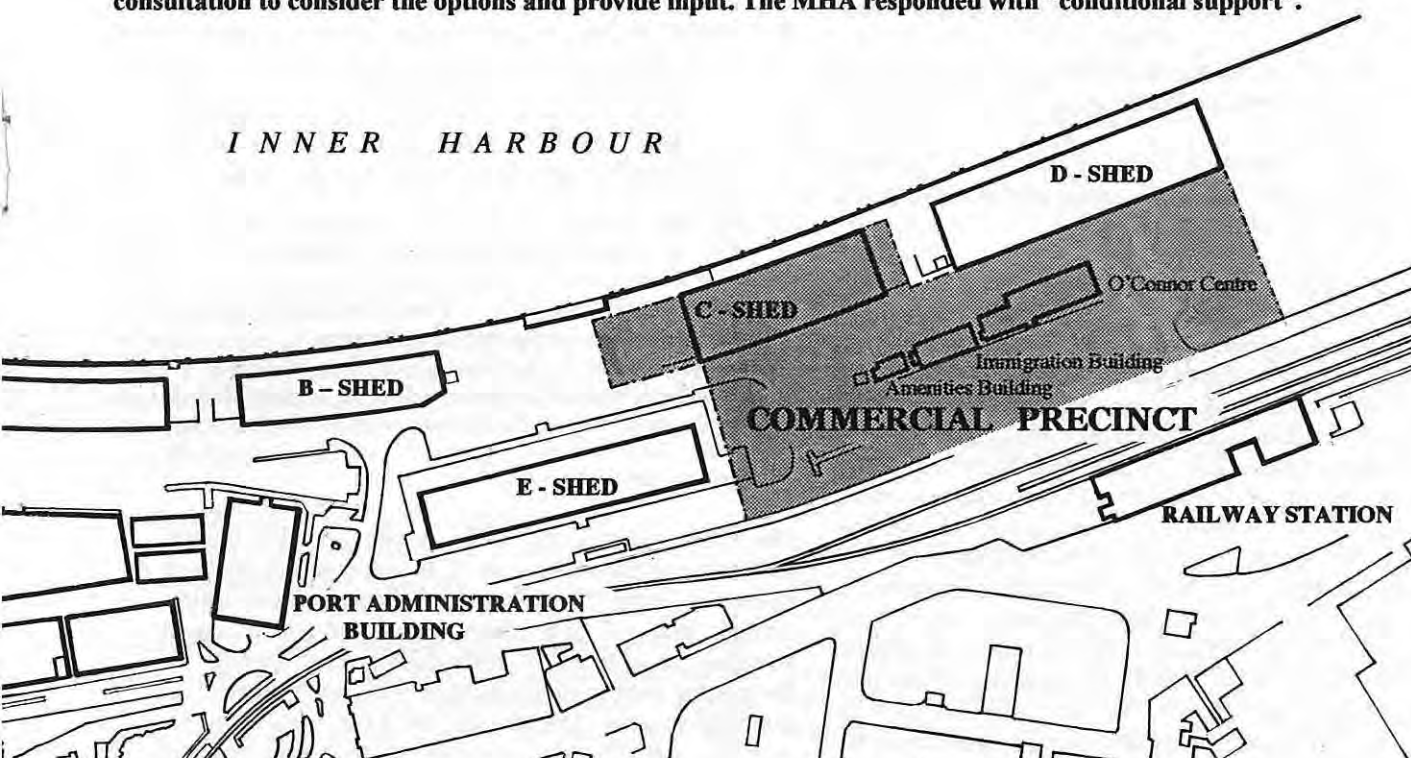 consultation to consider the options and provide input. The MHA responded with "conditional support".
INNER HARBOUR
D - SHED
O'Connor Centre
C - SHED
Immigration Building
B – SHED
Amenities Building
COMMERCIAL PRECINCT
E - SHED
RAILWAY STATION
PORT ADMINISTRATION
BUILDING